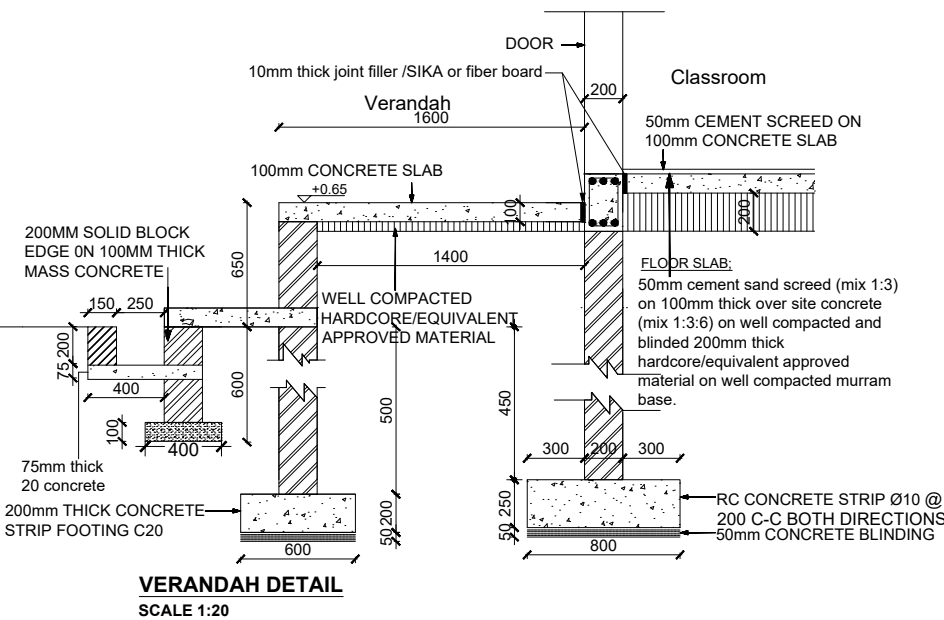 DOOR
10mm thick joint filler /SIKA or fiber board
Classroom
Verandah
200
1600
50mm CEMENT SCREED ON
100mm CONCRETE SLAB
100mm CONCRETE SLAB
+0.65
100
200
200MM SOLID BLOCK
EDGE 0N 100MM THICK
MASS CONCRETE
650
1400
FLOOR SLAB;
50mm cement sand screed (mix 1:3)
on 100mm thick over site concrete
(mix 1:3:6) on well compacted and
blinded 200mm thick
hardcore/equivalent approved
material on well compacted murram
base.
WELL COMPACTED
HARDCORE/EQUIVALENT
APPROVED MATERIAL
150
250
200
75
400
600
500
450
100
400
300
200
300
75mm thick
20 concrete
200mm THICK CONCRETE
STRIP FOOTING C20
200
50
250
50
RC CONCRETE STRIP Ø10 @
200 C-C BOTH DIRECTIONS
50mm CONCRETE BLINDING
600
800
VERANDAH DETAIL
SCALE 1:20